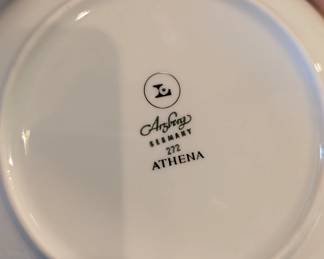 L
Arzberg
GERMANY
272
ATHENA